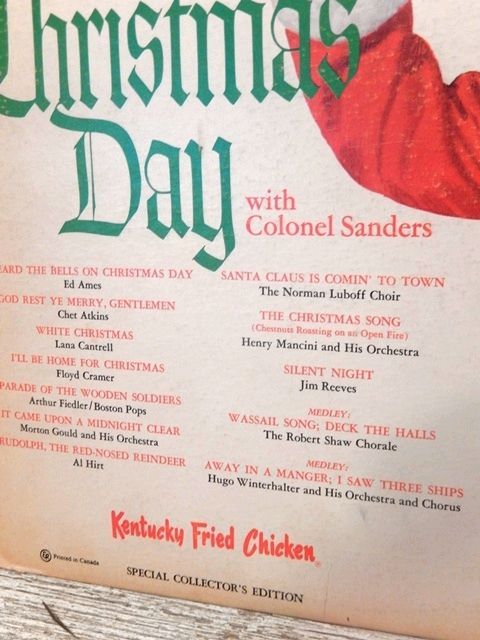 Christmas
Day
with
Colonel Sanders
EARD THE BELLS ON CHRISTMAS DAY
Ed Ames
GOD REST YE MERRY, GENTLEMEN
Chet Atkins
WHITE CHRISTMAS
Lana Cantrell
I'LL BE HOME FOR CHRISTMAS
Floyd Cramer
PARADE OF THE WOODEN SOLDIERS
Arthur Fiedler/Boston Pops
IT CAME UPON A MIDNIGHT CLEAR
Morton Gould and His Orchestra
RUDOLPH, THE RED-NOSED REINDEER
Al Hirt
SANTA CLAUS IS COMIN' TO TOWN
The Norman Luboff Choir
THE CHRISTMAS SONG
(Chestnuts Roasting on an Open Fire)
Henry Mancini and His Orchestra
SILENT NIGHT
Jim Reeves
MEDLEY:
WASSAIL SONG; DECK THE HALLS
The Robert Shaw Chorale
MEDLEY:
AWAY IN A MANGER; I SAW THREE SHIPS
Hugo Winterhalter and His Orchestra and Chorus
Kentucky Fried Chicken®
Printed in Canada
SPECIAL COLLECTOR'S EDITION